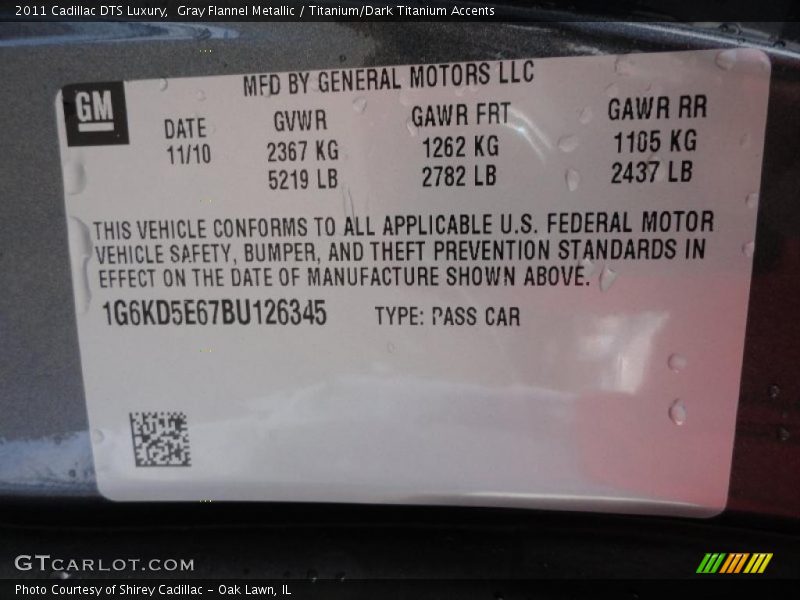 2011 Cadillac DTS Luxury,  Gray Flannel Metallic / Titanium/Dark Titanium Accents
GM
MFD BY GENERAL MOTORS LLC
DATE GVWR GAWR FRT GAWR RR
11/10 2367 KG 1262 KG 1105 KG
5219 LB 2782 LB 2437 LB
THIS VEHICLE CONFORMS TO ALL APPLICABLE U.S. FEDERAL MOTOR
VEHICLE SAFETY, BUMPER, AND THEFT PREVENTION STANDARDS IN
EFFECT ON THE DATE OF MANUFACTURE SHOWN ABOVE.
1G6KD5E67BU126345 TYPE: PASS CAR
GTCARLOT.COM
Photo Courtesy of Shirey Cadillac - Oak Lawn, IL